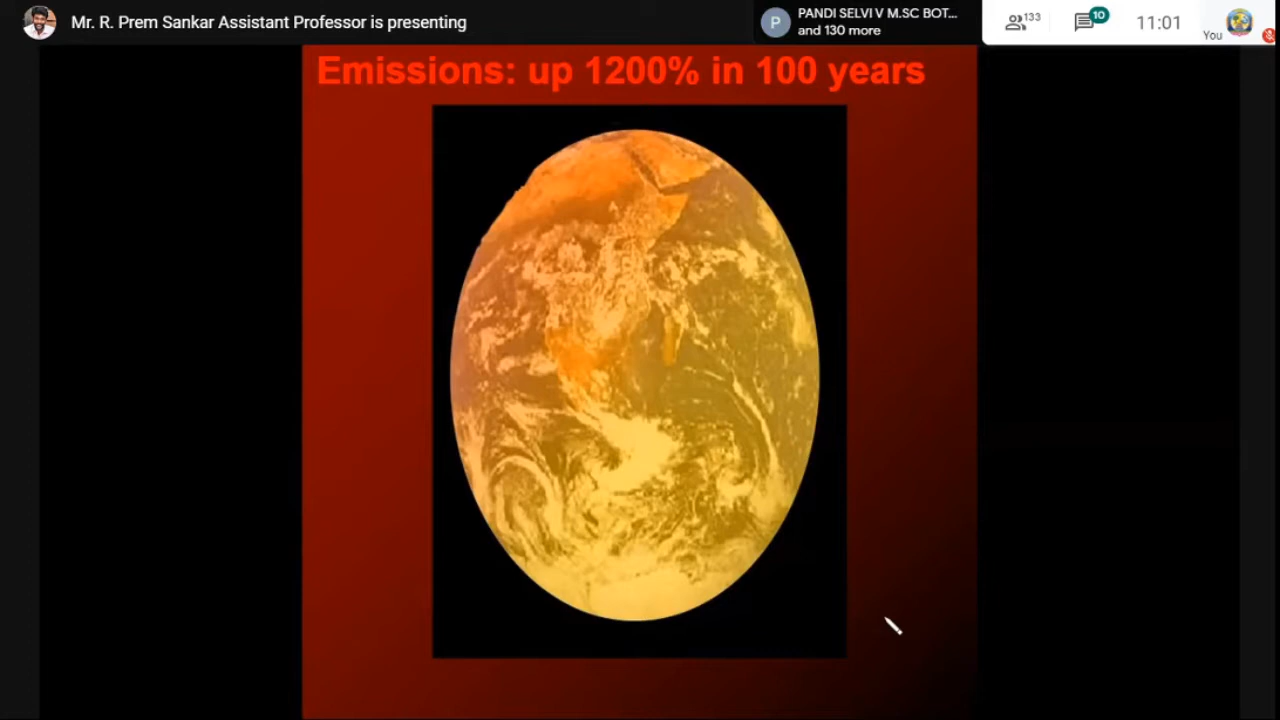 Mr. R. Prem Sankar Assistant Professor is presenting
P
PANDI SELVI V M.SC BOT...
and 130 more
133
10
11:01
You
Emissions: up 1200% in 100 years